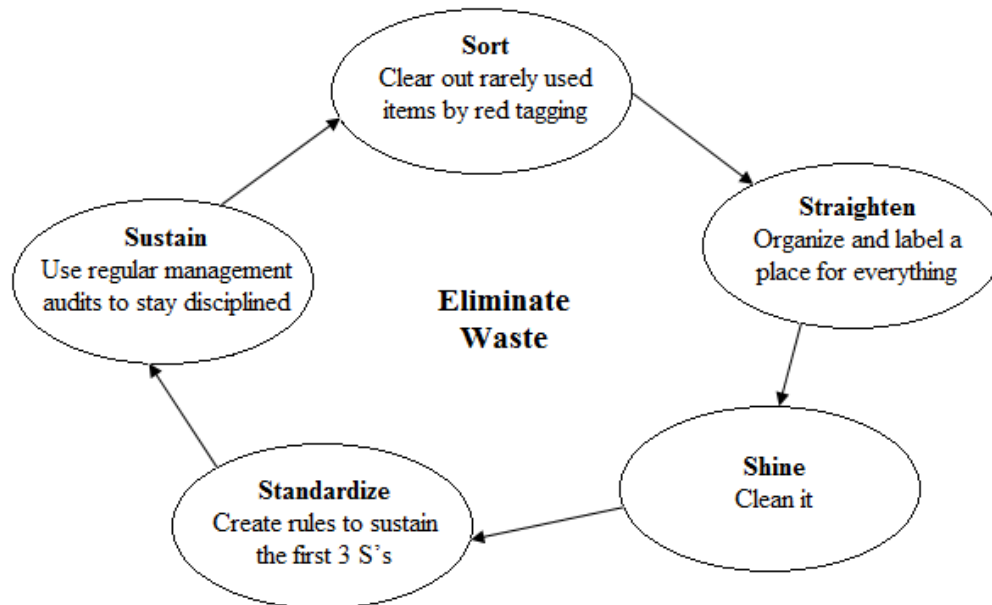 Sort
Clear out rarely used
items by red tagging
Straighten
Organize and label a
place for everything
Shine
Clean it
Standardize
Create rules to sustain
the first 3 S’s
Sustain
Use regular management
audits to stay disciplined
Eliminate
Waste